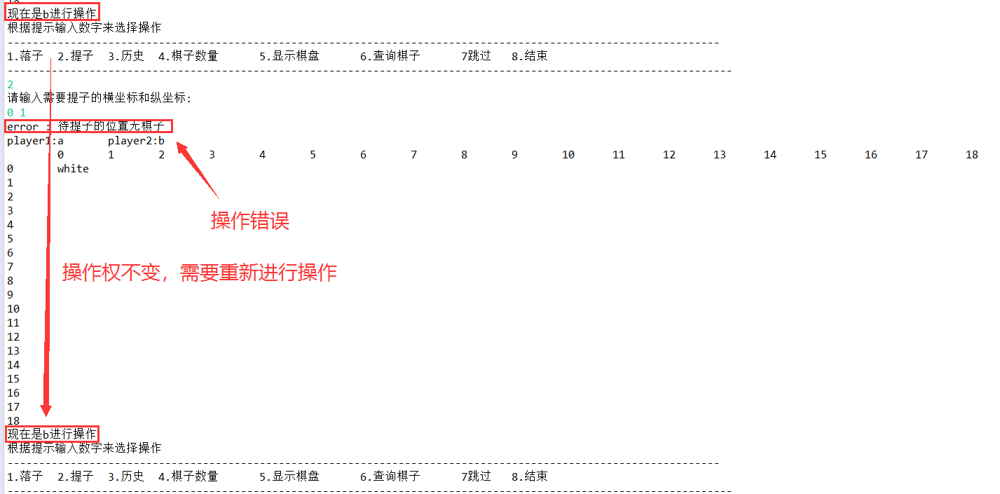 现在是b进行操作
根据提示输入数字来选择操作
------------------------------------------------------------------------------------------------------------------
1.落子 2.提子 3.历史 4.棋子数量 5.显示棋盘 6.查询棋子 7跳过 8.结束
--------------------------------------------------------------------------------------------------------------------
2
请输入需要提子的横坐标和纵坐标:
0 1
error : 待提子的位置无棋子
player1:a player2:b
0 1 2 3 4 5 6 7 8 9 10 11 12 13 14 15 16 17 18
0 white
1
2
3
操作错误
4
5
6
7
操作权不变，需要重新进行操作
8
9
10
11
12
13
14
15
16
17
18
现在是b进行操作
根据提示输入数字来选择操作
------------------------------------------------------------------------------------------------------------------
1.落子 2.提子 3.历史 4.棋子数量 5.显示棋盘 6.查询棋子 7跳过 8.结束
--------------------------------------------------------------------------------------------------------------------